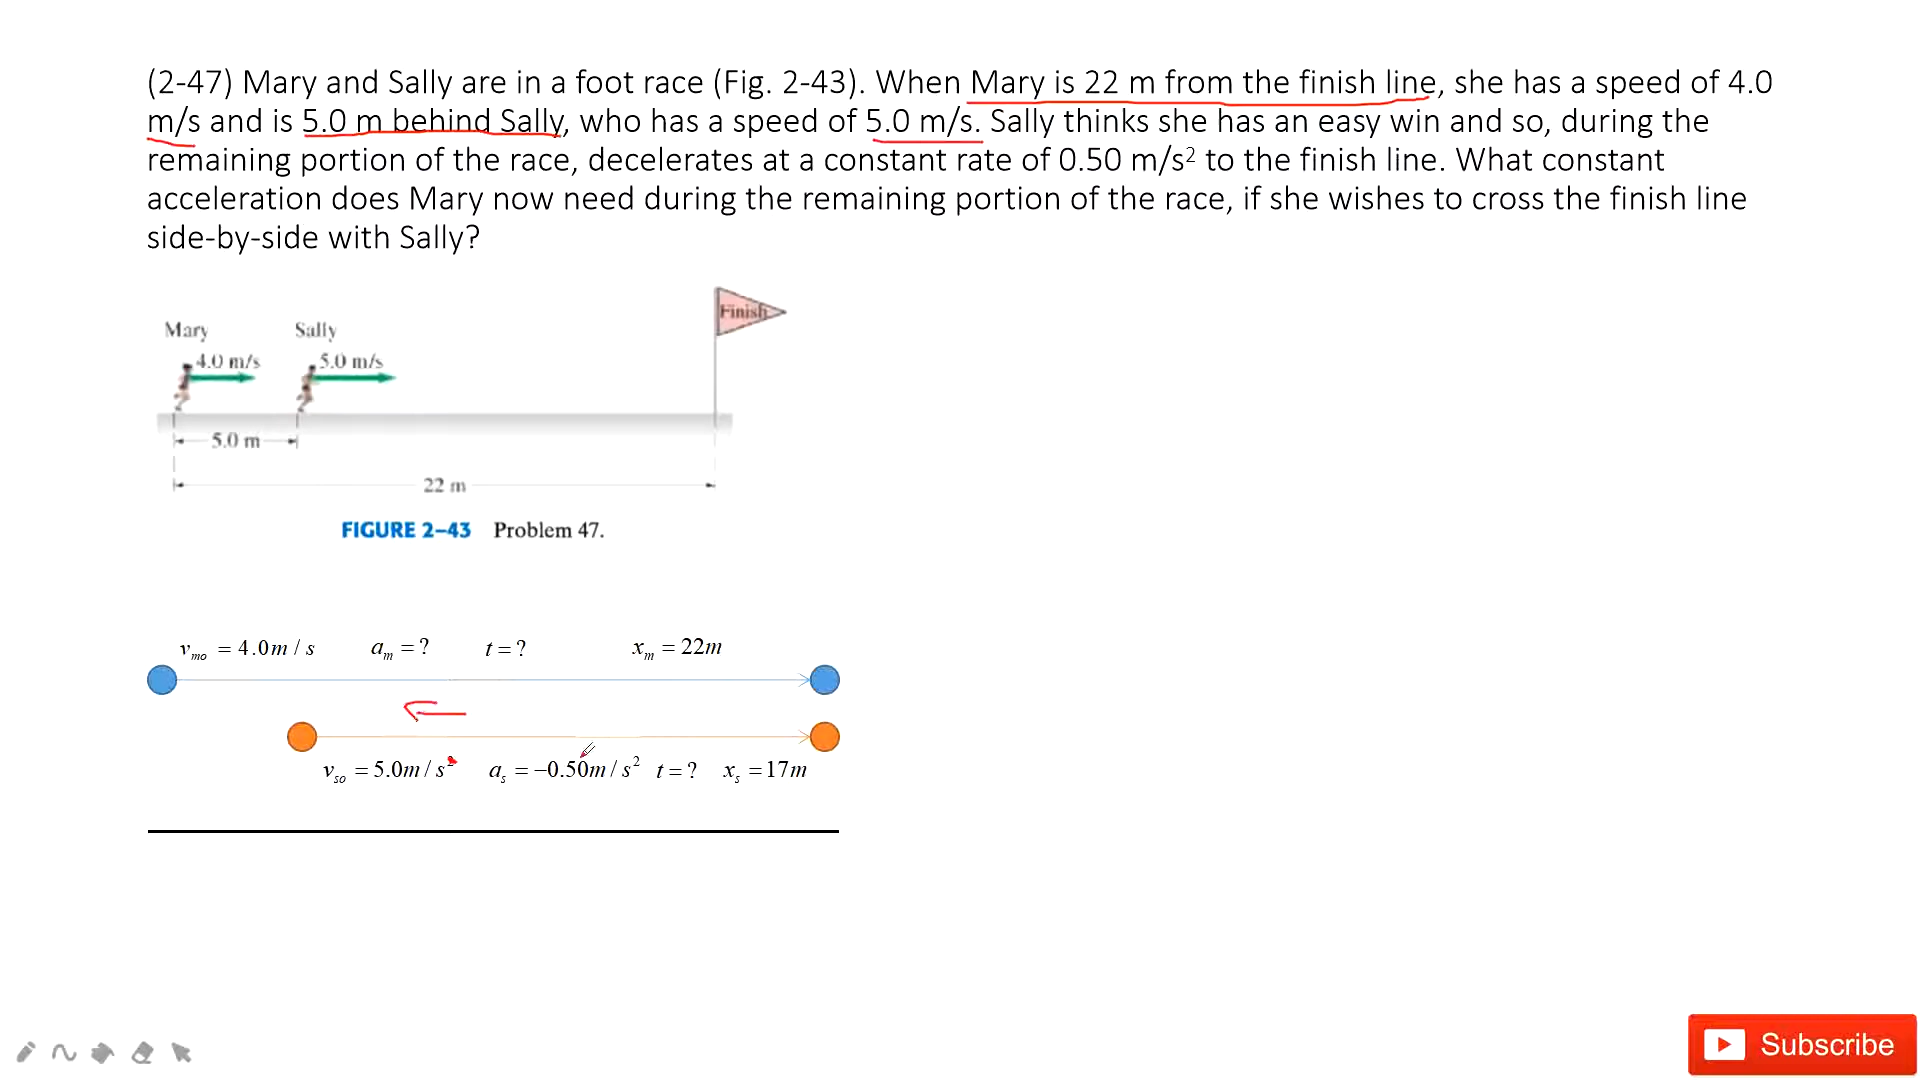 (2-47) Mary and Sally are in a foot race (Fig. 2-43). When Mary is 22 m from the finish line, she has a speed of 4.0
m/s and is 5.0 m behind Sally, who has a speed of 5.0 m/s. Sally thinks she has an easy win and so, during the
remaining portion of the race, decelerates at a constant rate of 0.50 m/s² to the finish line. What constant
acceleration does Mary now need during the remaining portion of the race, if she wishes to cross the finish line
side-by-side with Sally?
Finish
Mary Sally
4.0 m/s 5.0 m/s
5.0 m
22 m
FIGURE 2–43 Problem 47.
v_mo = 4.0m / s a_m = ? t = ? x_m = 22m
v_so = 5.0m / s² a_s = −0.50m / s² t = ? x_s = 17m
Subscribe